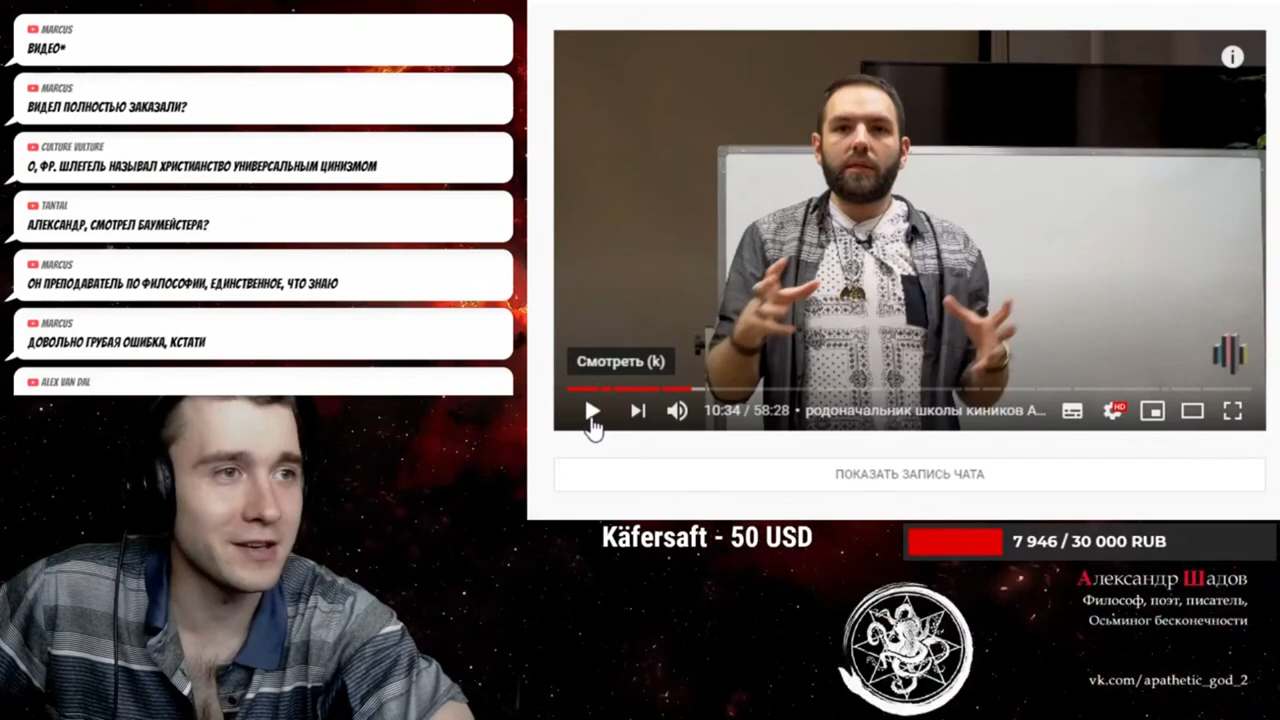 MARCUS
ВИДЕО*
MARCUS
ВИДЕЛ ПОЛНОСТЬЮ ЗАКАЗАЛИ?
CULTURE VULTURE
О, ФР. ШЛЕГЕЛЬ НАЗЫВАЛ ХРИСТИАНСТВО УНИВЕРСАЛЬНЫМ ЦИНИЗМОМ
TANTAL
АЛЕКСАНДР, СМОТРЕЛ БАУМЕЙСТЕРА?
MARCUS
ОН ПРЕПОДАВАТЕЛЬ ПО ФИЛОСОФИИ, ЕДИНСТВЕННОЕ, ЧТО ЗНАЮ
MARCUS
ДОВОЛЬНО ГРУБАЯ ОШИБКА, КСТАТИ
ALEX VAN DAL
Смотреть (k)
10:34 / 58:28 • родоначальник школы киников А...
HD
ПОКАЗАТЬ ЗАПИСЬ ЧАТА
Käfersaft - 50 USD
7 946 / 30 000 RUB
Александр Шадов
Философ, поэт, писатель,
Осьминог бесконечности
vk.com/apathetic_god_2